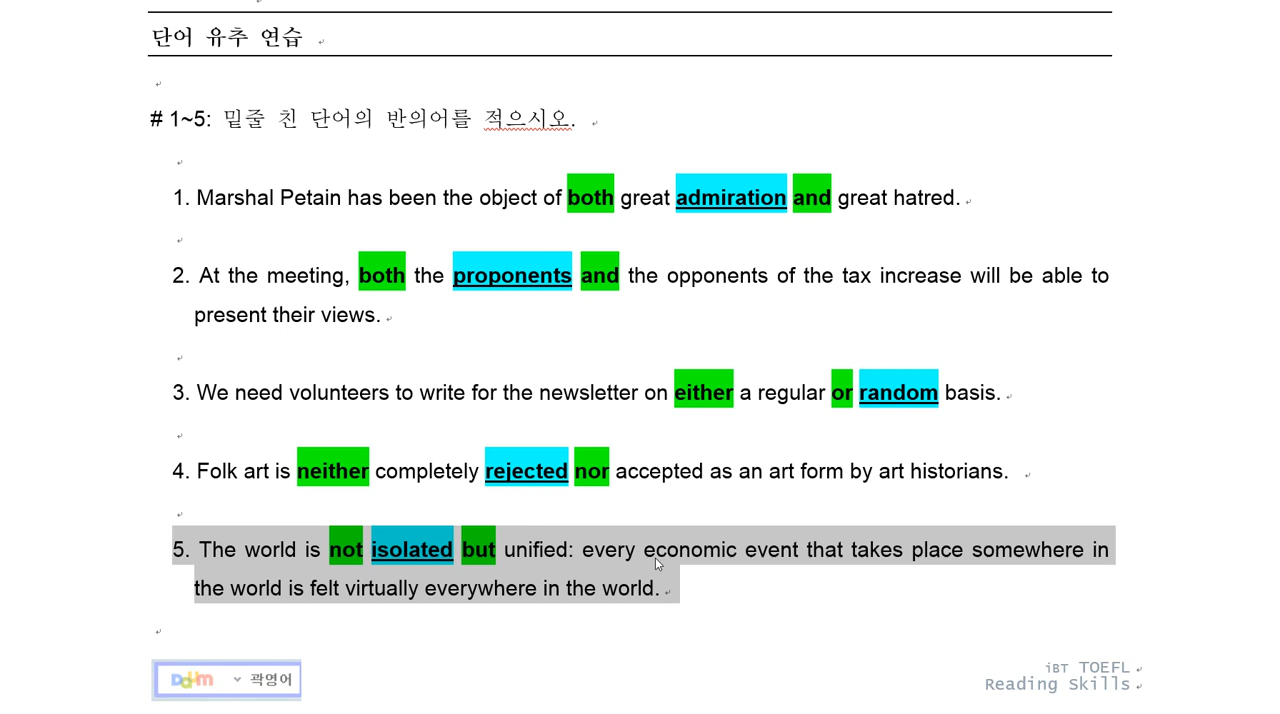 단어 유추 연습
# 1~5: 밑줄 친 단어의 반의어를 적으시오.
1. Marshal Petain has been the object of both great admiration and great hatred.
2. At the meeting, both the proponents and the opponents of the tax increase will be able to
present their views.
3. We need volunteers to write for the newsletter on either a regular or random basis.
4. Folk art is neither completely rejected nor accepted as an art form by art historians.
5. The world is not isolated but unified: every economic event that takes place somewhere in
the world is felt virtually everywhere in the world.
Daum 곽영어
iBT TOEFL
Reading Skills